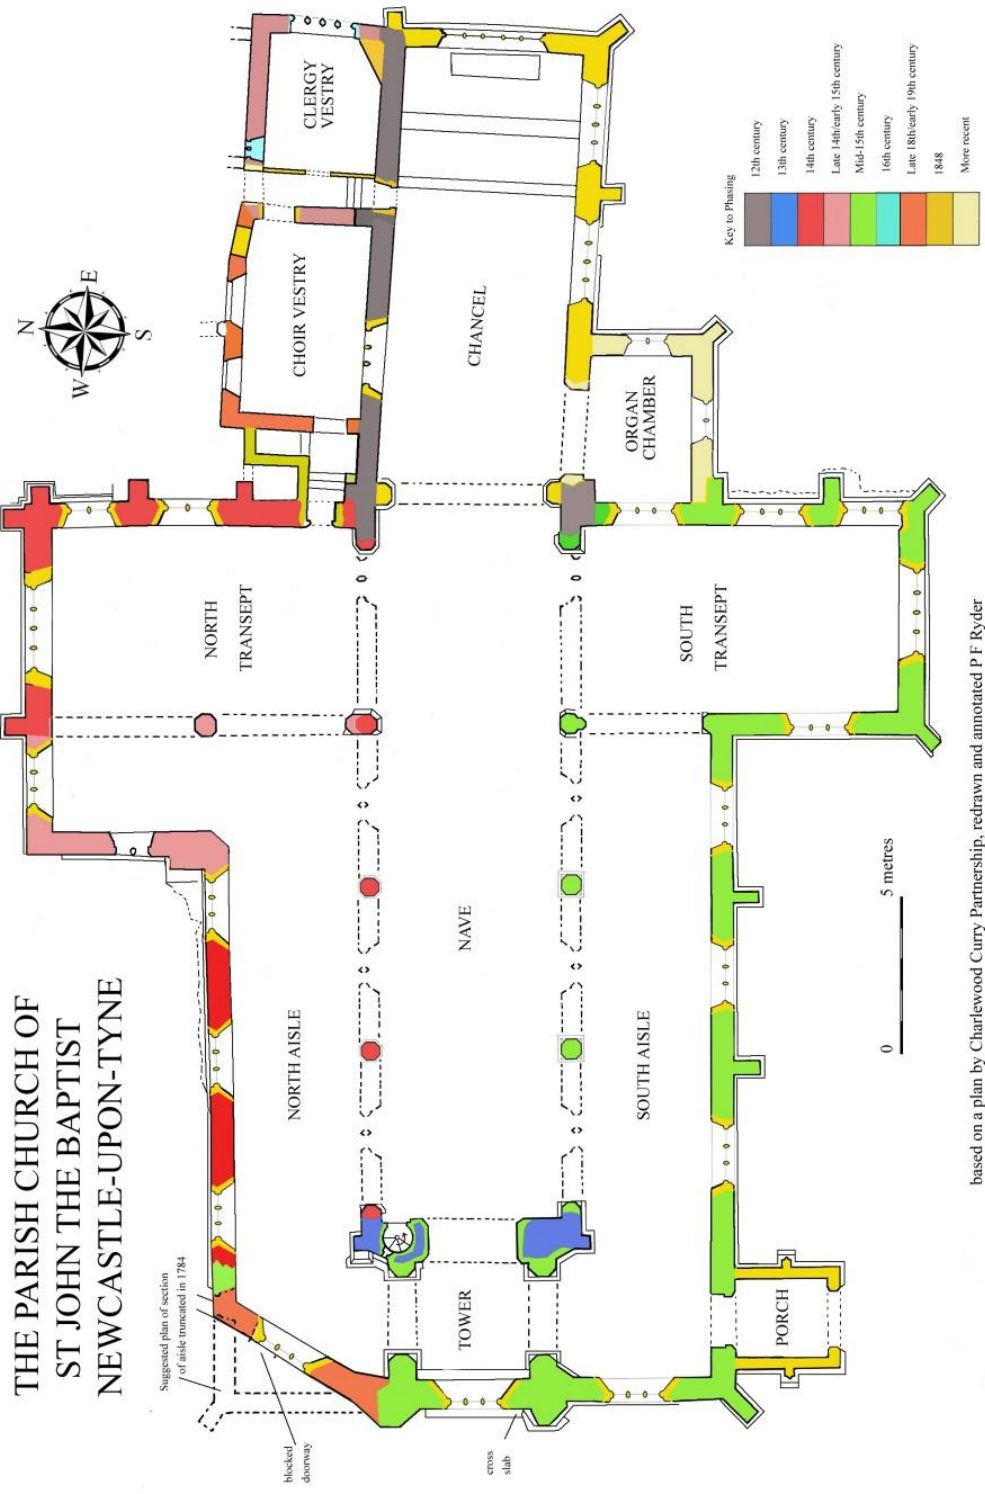 THE PARISH CHURCH OF
ST JOHN THE BAPTIST
NEWCASTLE-UPON-TYNE
N
E
S
W
CLERGY
VESTRY
CHOIR VESTRY
CHANCEL
ORGAN
CHAMBER
NORTH
TRANSEPT
SOUTH
TRANSEPT
NAVE
NORTH AISLE
SOUTH AISLE
TOWER
PORCH
Suggested plan of section
of aisle truncated in 1784
blocked
doorway
cross
slab
Key to Phasing
12th century
13th century
14th century
Late 14th/early 15th century
Mid-15th century
16th century
Late 18th/early 19th century
1848
More recent
0
5 metres
based on a plan by Charlewood Curry Partnership, redrawn and annotated P F Ryder